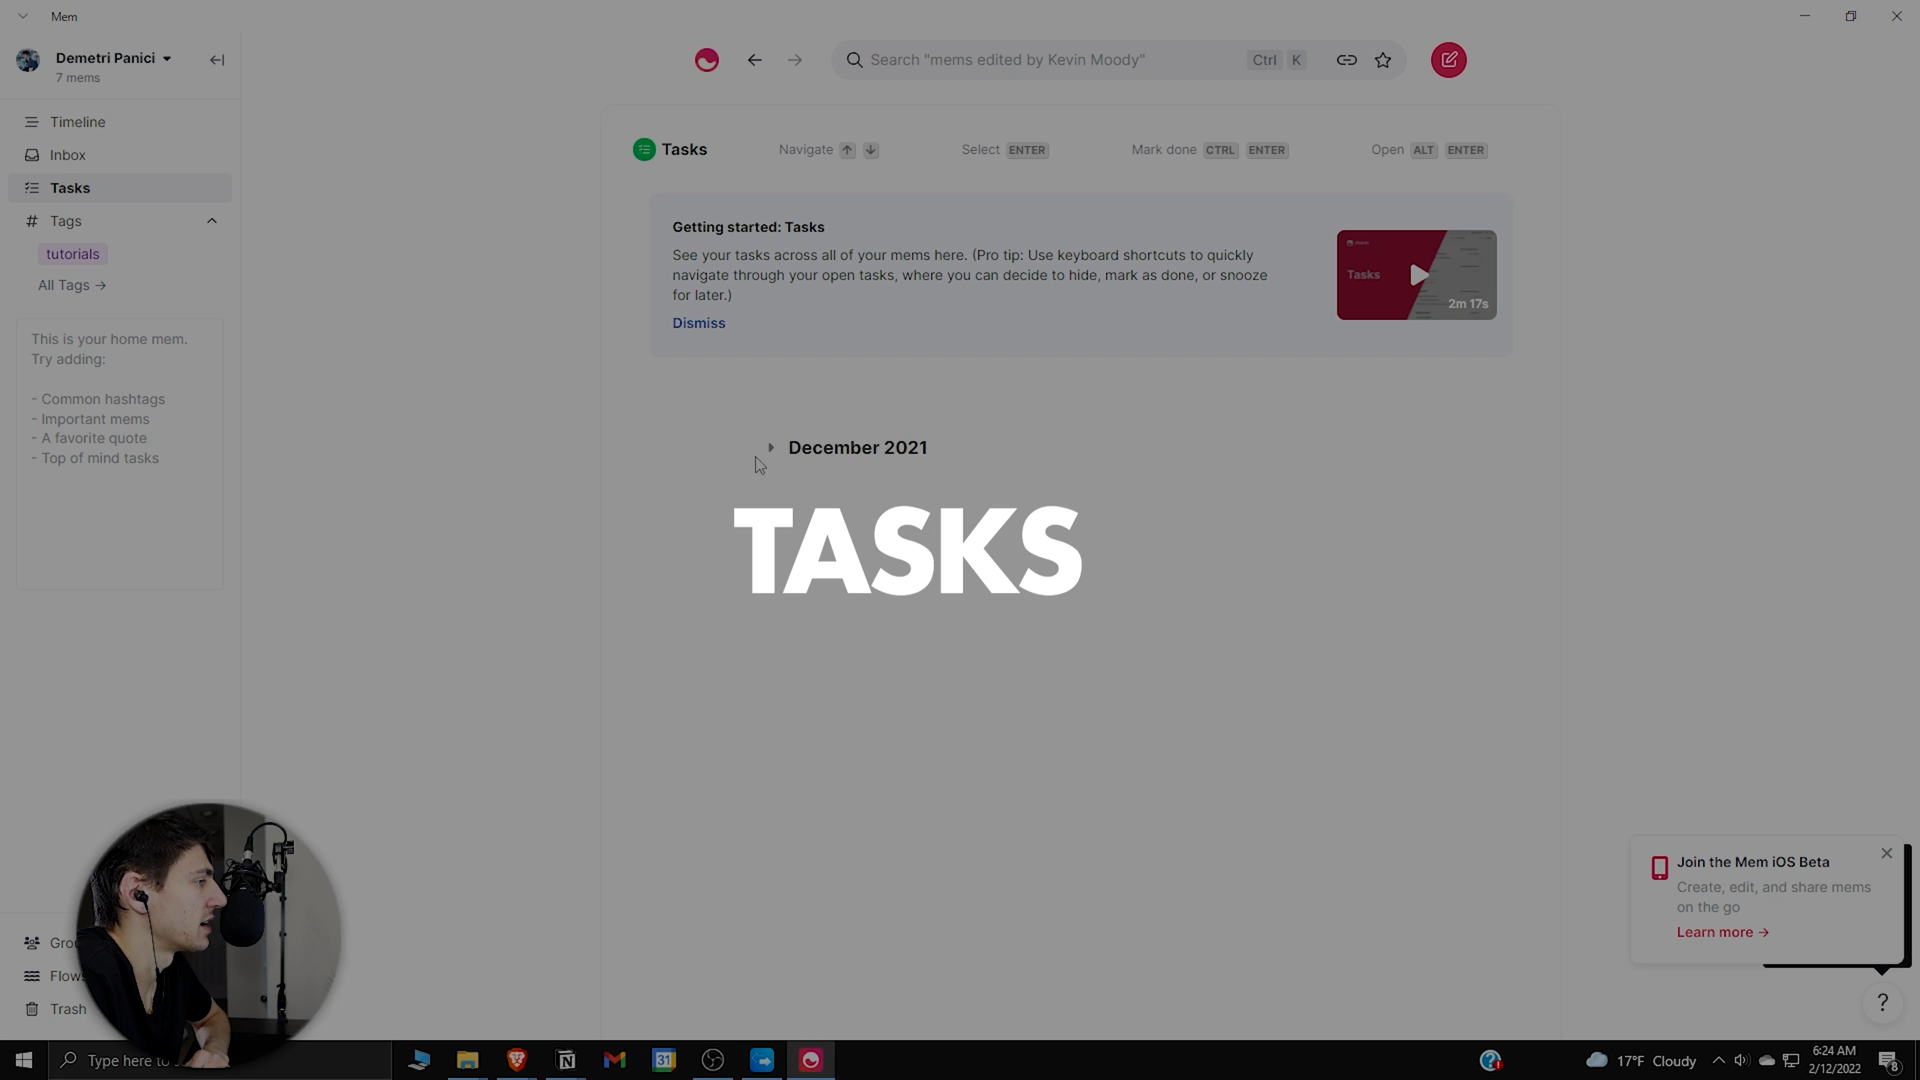 Mem
Demetri Panici
7 mems
Search "mems edited by Kevin Moody"
Ctrl K
Timeline
Inbox
Tasks
Tags
tutorials
All Tags →
This is your home mem.
Try adding:
- Common hashtags
- Important mems
- A favorite quote
- Top of mind tasks
Tasks
Navigate ↑ ↓
Select ENTER
Mark done CTRL ENTER
Open ALT ENTER
Getting started: Tasks
See your tasks across all of your mems here. (Pro tip: Use keyboard shortcuts to quickly
navigate through your open tasks, where you can decide to hide, mark as done, or snooze
for later.)
Dismiss
Tasks
2m 17s
December 2021
TASKS
Join the Mem iOS Beta
Create, edit, and share mems
on the go
Learn more →
?
Trash
Type here to
31
17°F Cloudy
6:24 AM
2/12/2022
8